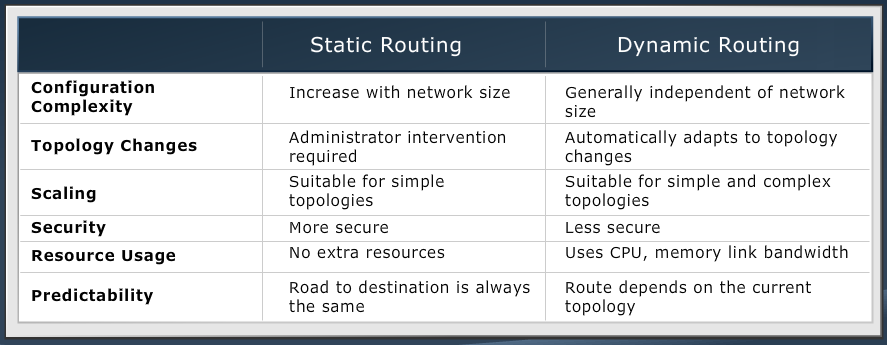 Static Routing
Dynamic Routing
Configuration
Complexity
Increase with network size
Generally independent of network
size
Topology Changes
Administrator intervention
required
Automatically adapts to topology
changes
Scaling
Suitable for simple
topologies
Suitable for simple and complex
topologies
Security
More secure
Less secure
Resource Usage
No extra resources
Uses CPU, memory link bandwidth
Predictability
Road to destination is always
the same
Route depends on the current
topology